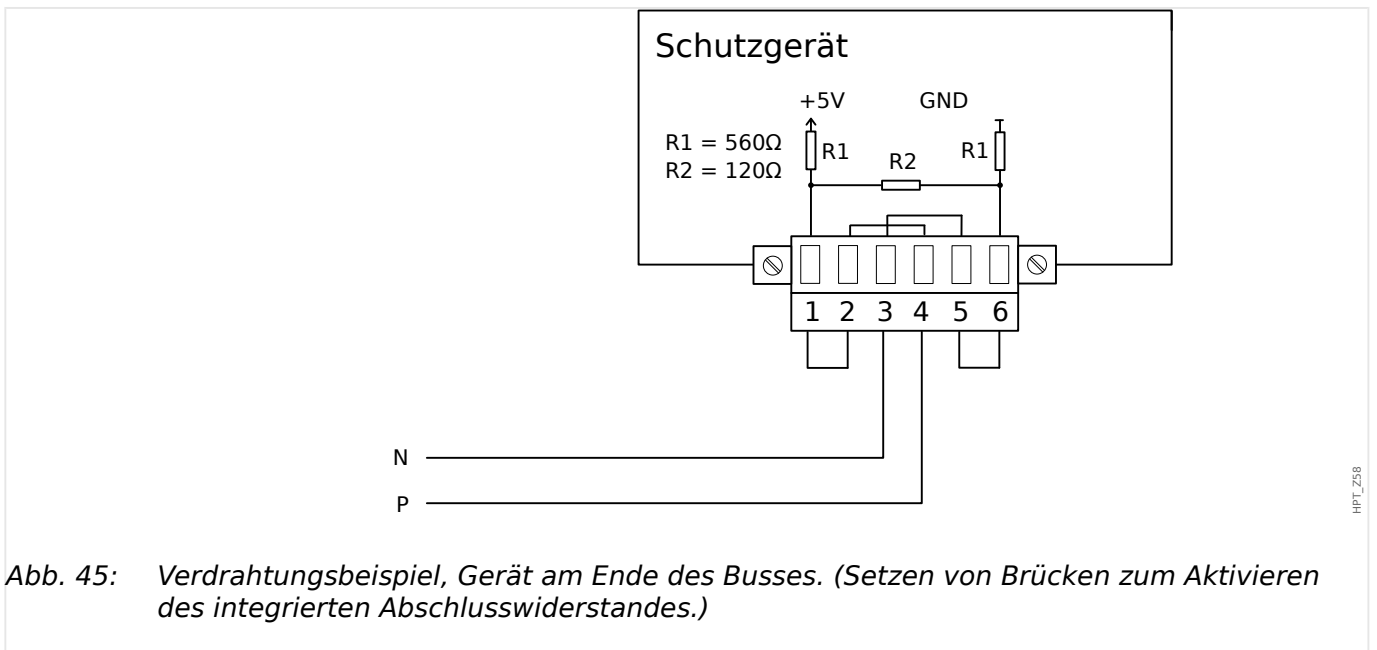 Schutzgerät
+5V GND
R1 = 560Ω
R2 = 120Ω
R1 R2 R1
1 2 3 4 5 6
N
P
HPT_Z58
Abb. 45: Verdrahtungsbeispiel, Gerät am Ende des Busses. (Setzen von Brücken zum Aktivieren
des integrierten Abschlusswiderstandes.)